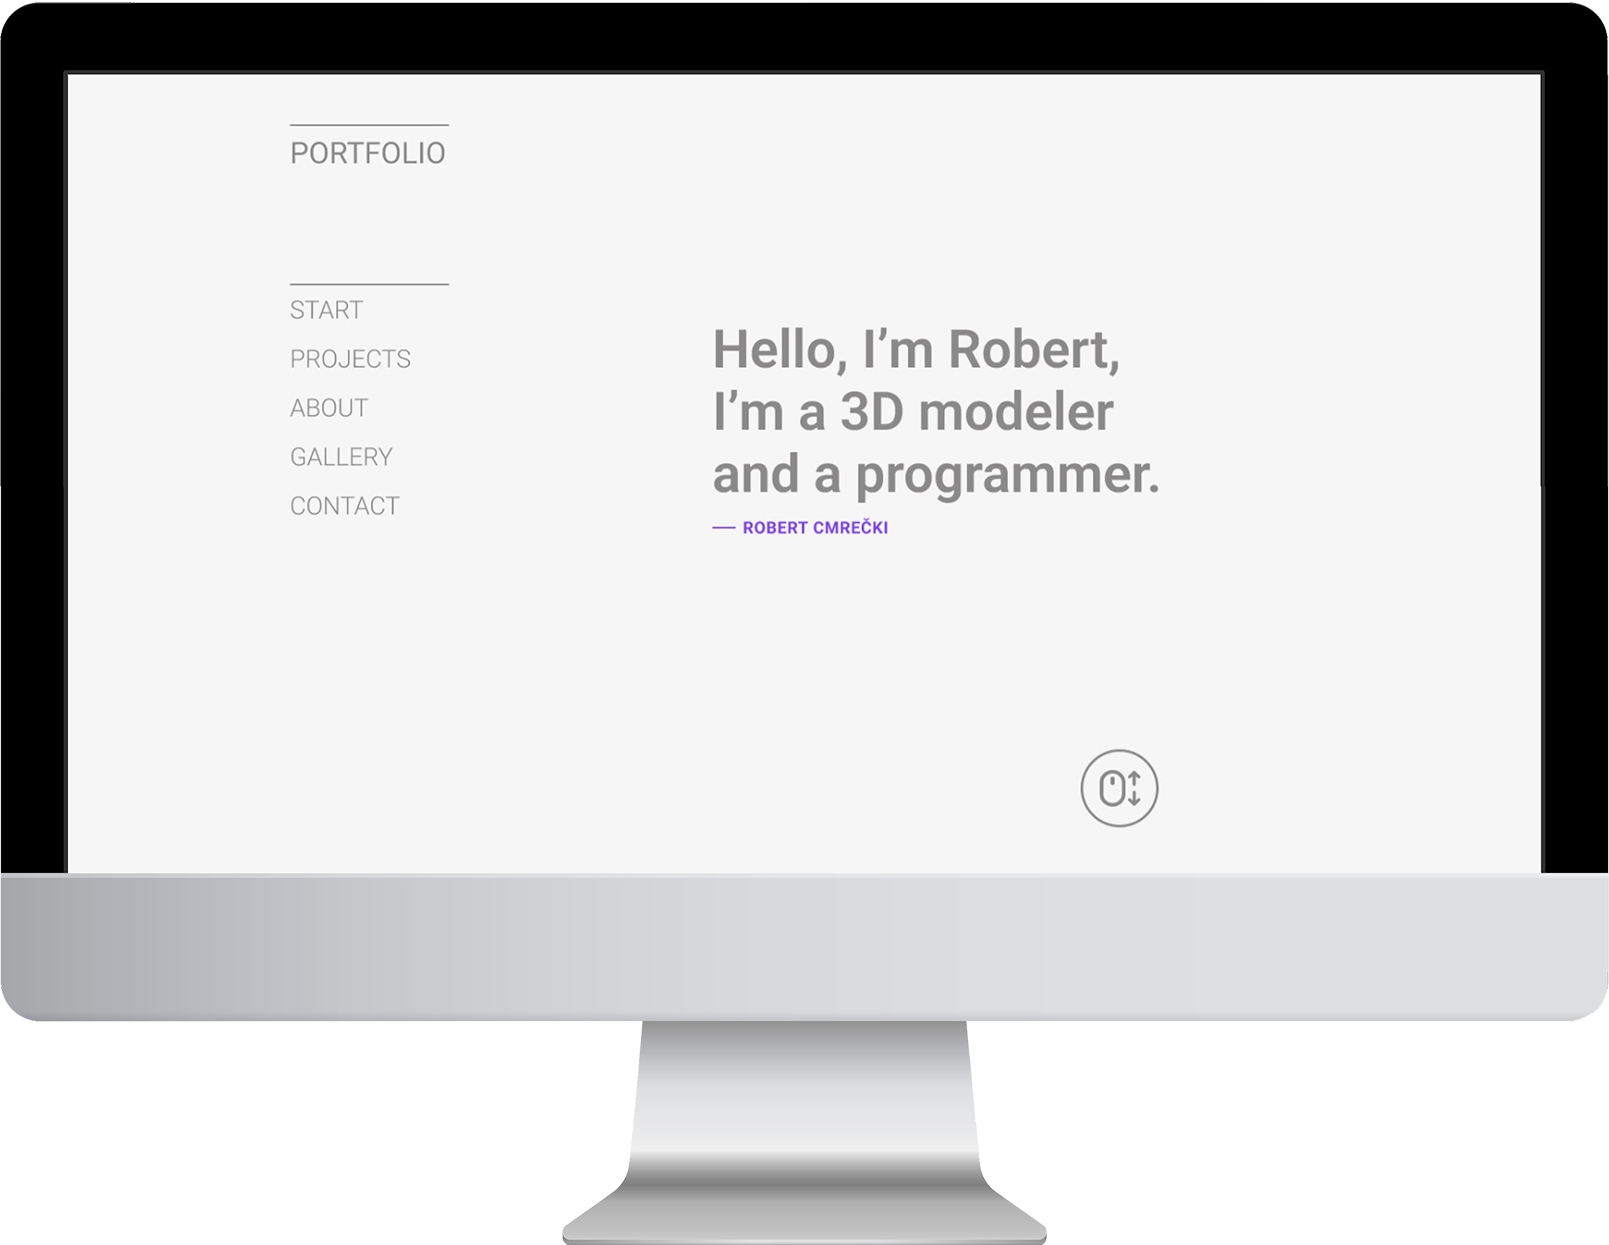 PORTFOLIO
START
PROJECTS
ABOUT
GALLERY
CONTACT
Hello, I’m Robert,
I’m a 3D modeler
and a programmer.
— ROBERT CMREČKI